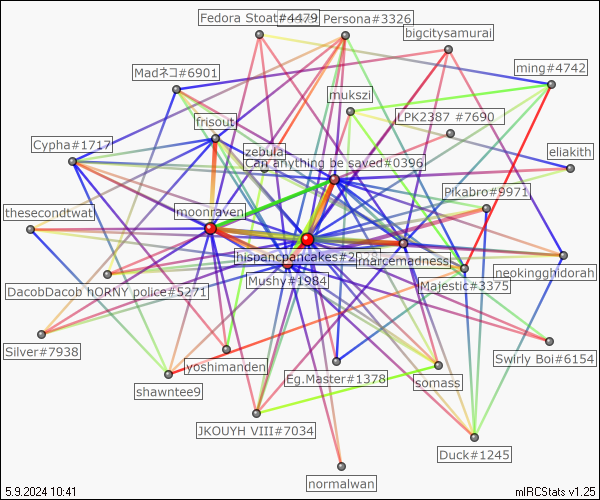 Fedora Stoat#4479
Persona#3326
bigcitysamurai
ming#4742
Madネコ#6901
mukszi
LPK2387 #7690
frisout
Cypha#1717
zebula
eliakith
Can anything be saved#0396
Pikabro#9971
thesecondtwat
moonraven
hispancpancakes#2
marcemadness
neokingghidorah
Mushy#1984
Majestic#3375
DacobDacob hORNY police#5271
Silver#7938
yoshimanden
Swirly Boi#6154
Eg.Master#1378
somass
shawntee9
JKOUYH VIII#7034
Duck#1245
normalwan
5.9.2024 10:41
mIRCStats v1.25